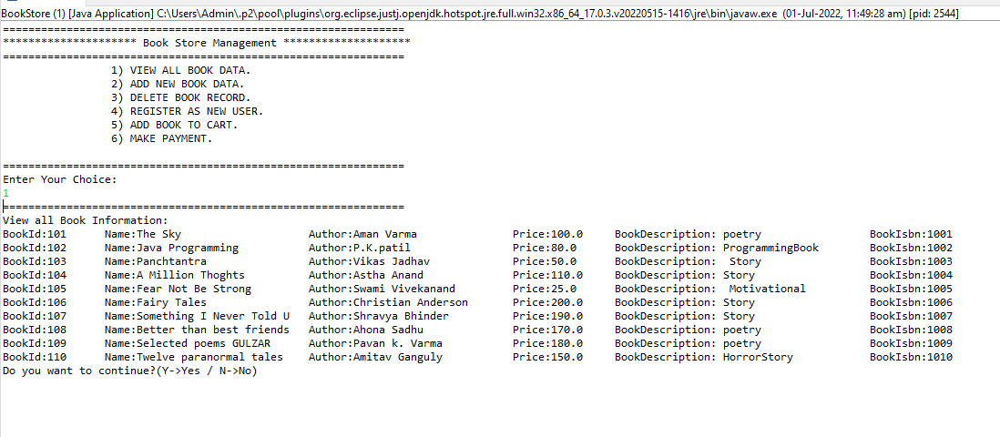 BookStore (1) [Java Application] C:\Users\Admin\.p2\pool\plugins\org.eclipse.justj.openjdk.hotspot.jre.full.win32.x86_64_17.0.3.v20220515-1416\jre\bin\javaw.exe (01-Jul-2022, 11:49:28 am) [pid: 2544]
===============================================================
********************* Book Store Management ********************
===============================================================
1) VIEW ALL BOOK DATA.
2) ADD NEW BOOK DATA.
3) DELETE BOOK RECORD.
4) REGISTER AS NEW USER.
5) ADD BOOK TO CART.
6) MAKE PAYMENT.
===============================================================
Enter Your Choice:
1
===============================================================
View all Book Information:
BookId:101 Name:The Sky Author:Aman Varma Price:100.0 BookDescription: poetry BookIsbn:1001
BookId:102 Name:Java Programming Author:P.K.patil Price:80.0 BookDescription: ProgrammingBook BookIsbn:1002
BookId:103 Name:Panchtantra Author:Vikas Jadhav Price:50.0 BookDescription: Story BookIsbn:1003
BookId:104 Name:A Million Thoghts Author:Astha Anand Price:110.0 BookDescription: Story BookIsbn:1004
BookId:105 Name:Fear Not Be Strong Author:Swami Vivekanand Price:25.0 BookDescription: Motivational BookIsbn:1005
BookId:106 Name:Fairy Tales Author:Christian Anderson Price:200.0 BookDescription: Story BookIsbn:1006
BookId:107 Name:Something I Never Told U Author:Shravya Bhinder Price:190.0 BookDescription: Story BookIsbn:1007
BookId:108 Name:Better than best friends Author:Ahona Sadhu Price:170.0 BookDescription: poetry BookIsbn:1008
BookId:109 Name:Selected poems GULZAR Author:Pavan k. Varma Price:180.0 BookDescription: poetry BookIsbn:1009
BookId:110 Name:Twelve paranormal tales Author:Amitav Ganguly Price:150.0 BookDescription: HorrorStory BookIsbn:1010
Do you want to continue?(Y->Yes / N->No)